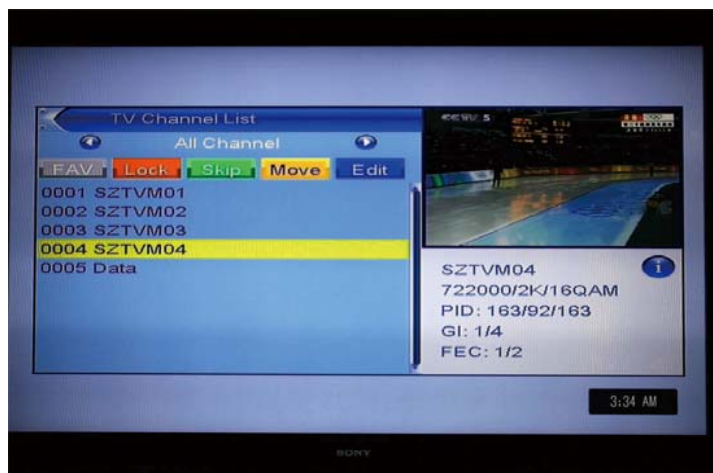 TV Channel List
All Channel
FAV Lock Skip Move Edit
0001 SZTVM01
0002 SZTVM02
0003 SZTVM03
0004 SZTVM04
0005 Data
5
SZTVM04
722000/2K/16QAM
PID: 163/92/163
GI: 1/4
FEC: 1/2
3:34 AM
SONY